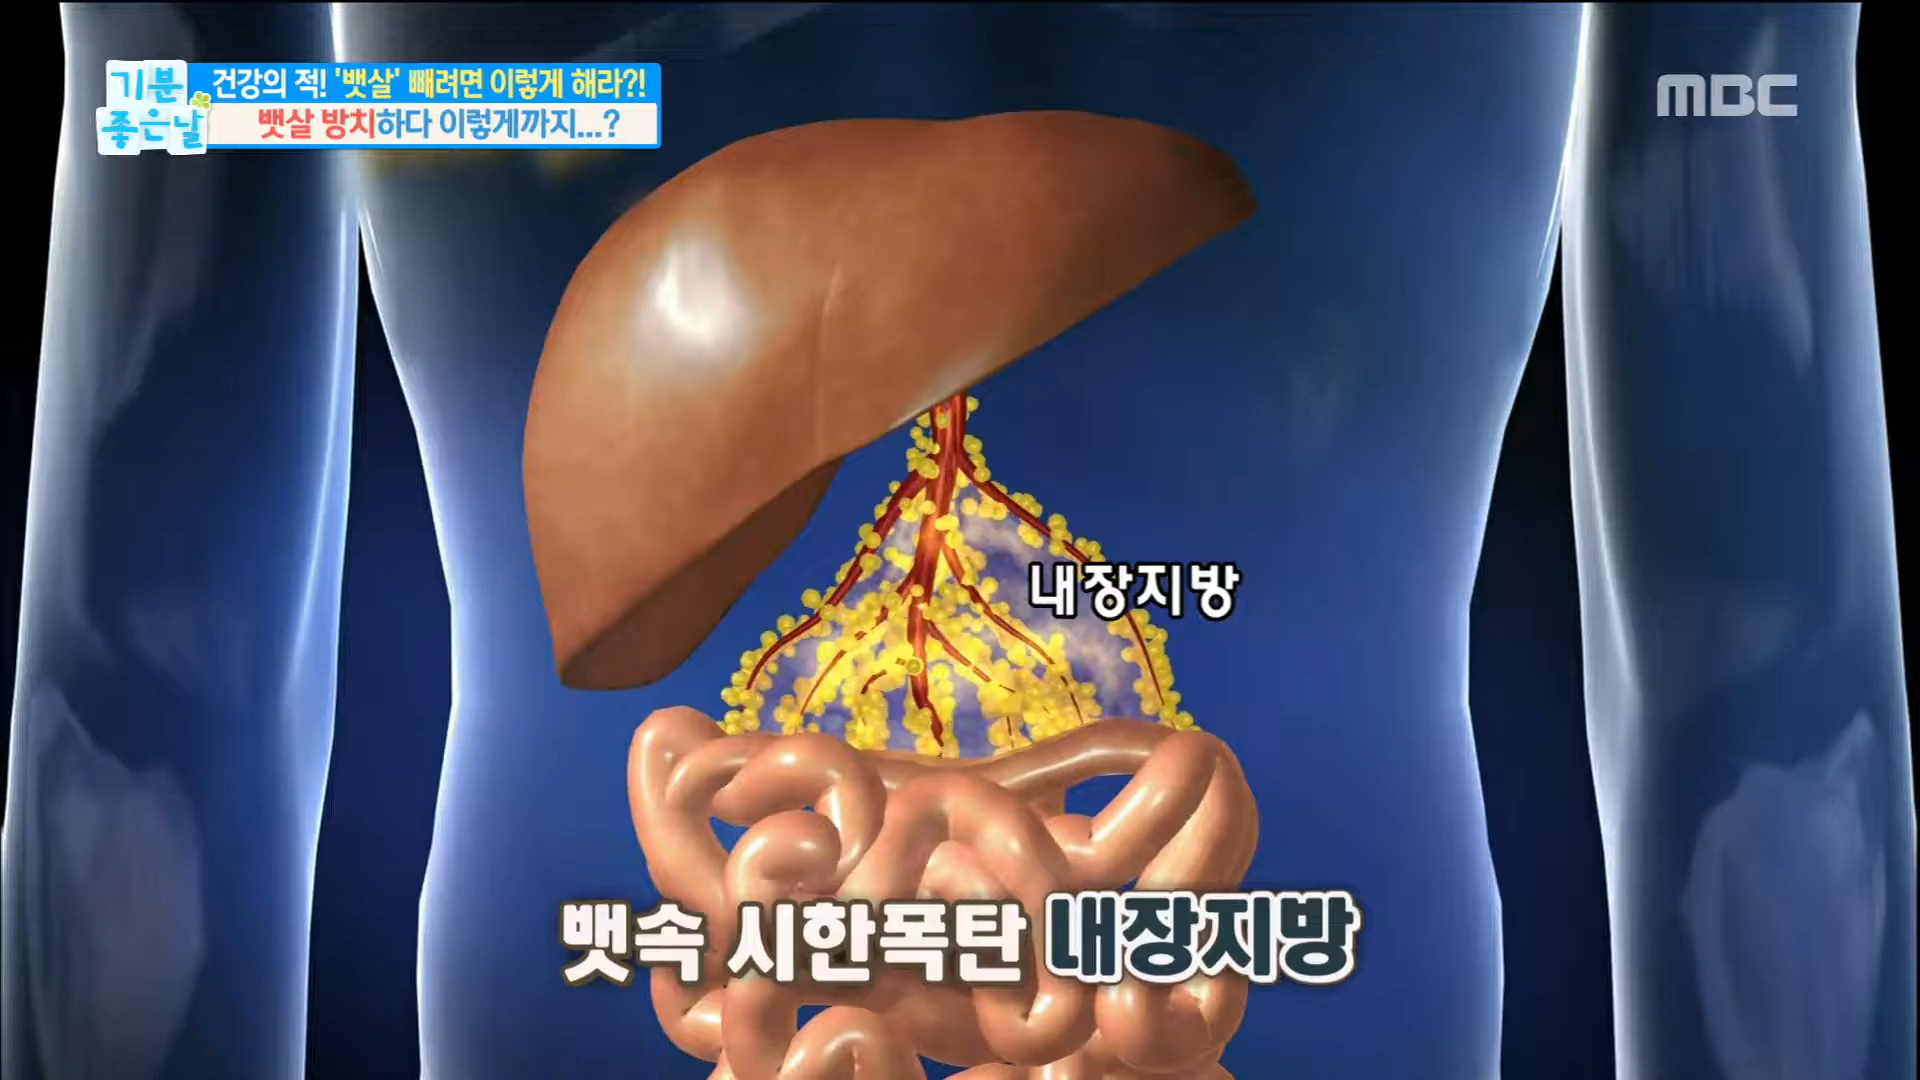 기분
좋은날
건강의 적! '뱃살' 빼려면 이렇게 해라?!
뱃살 방치하다 이렇게까지...?
MBC
내장지방
뱃속 시한폭탄 내장지방